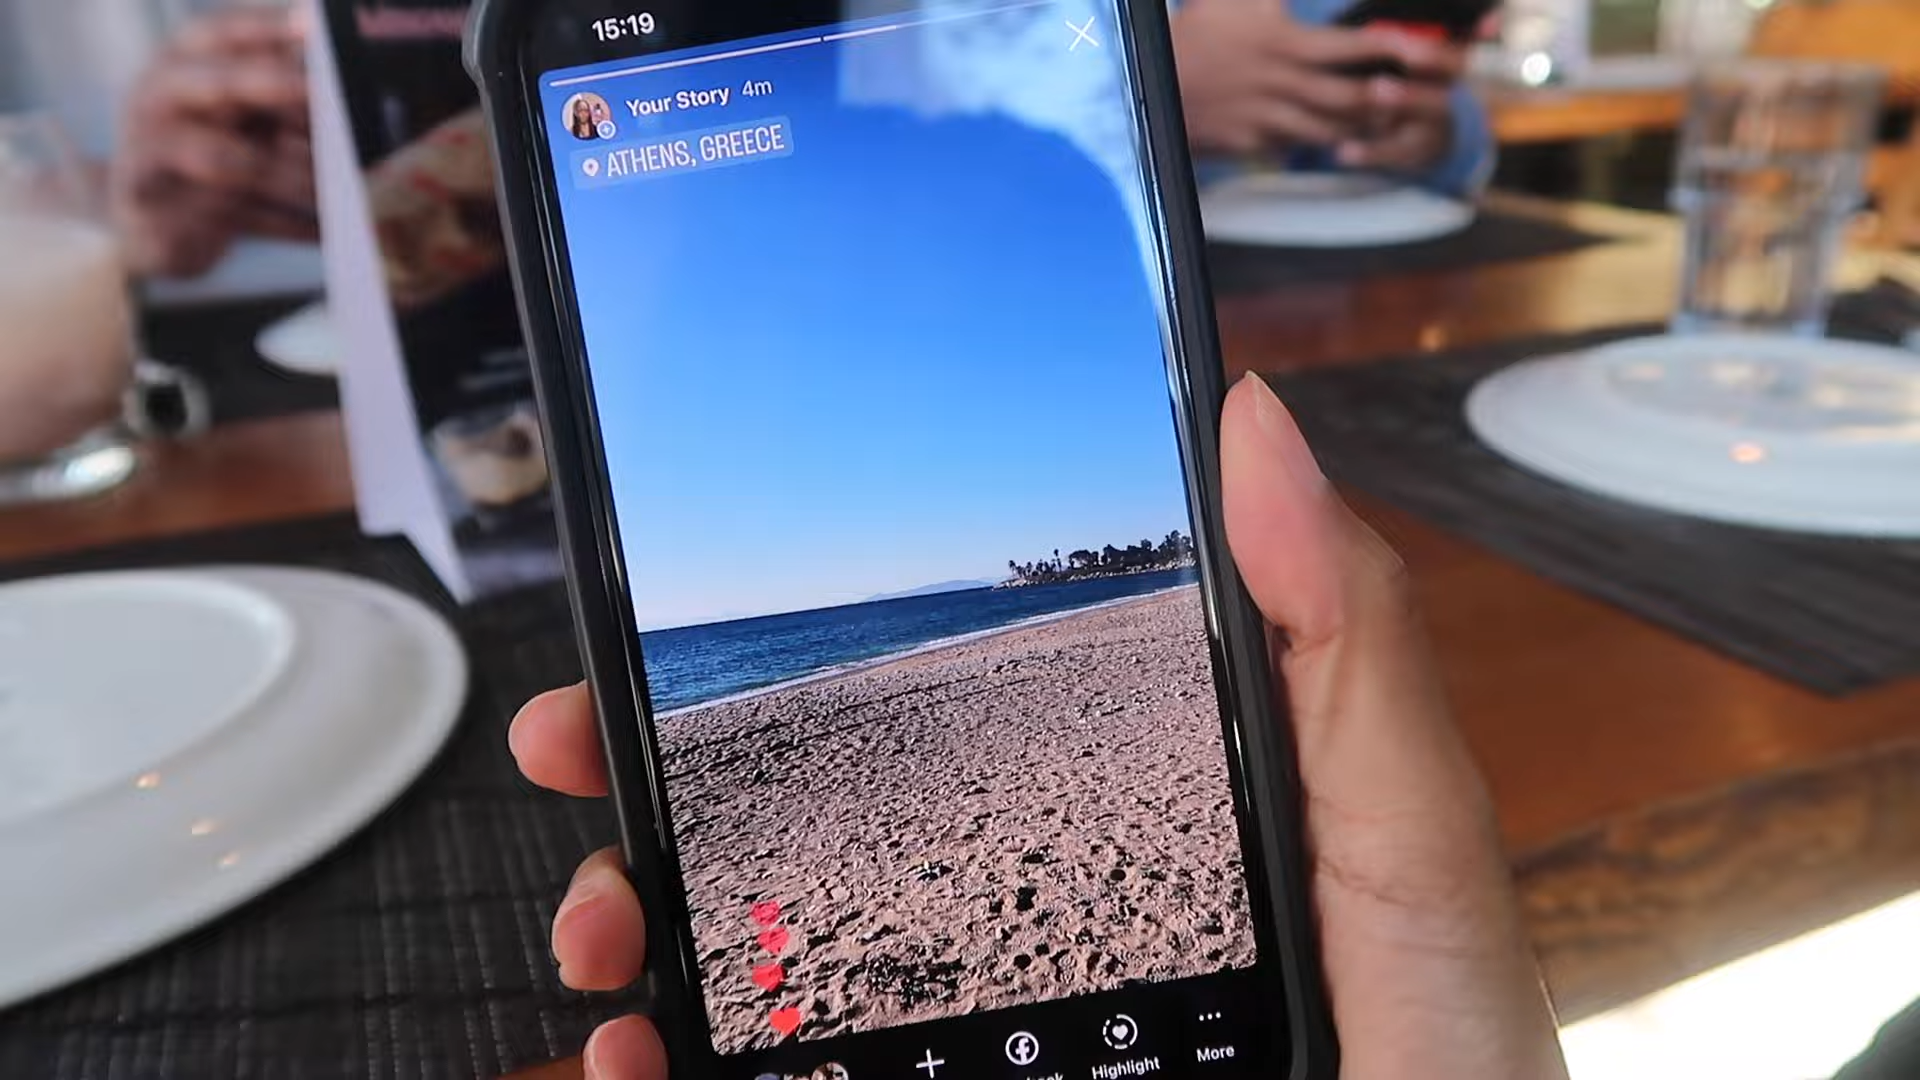 15:19
Your Story 4m
ATHENS, GREECE
Highlight
More